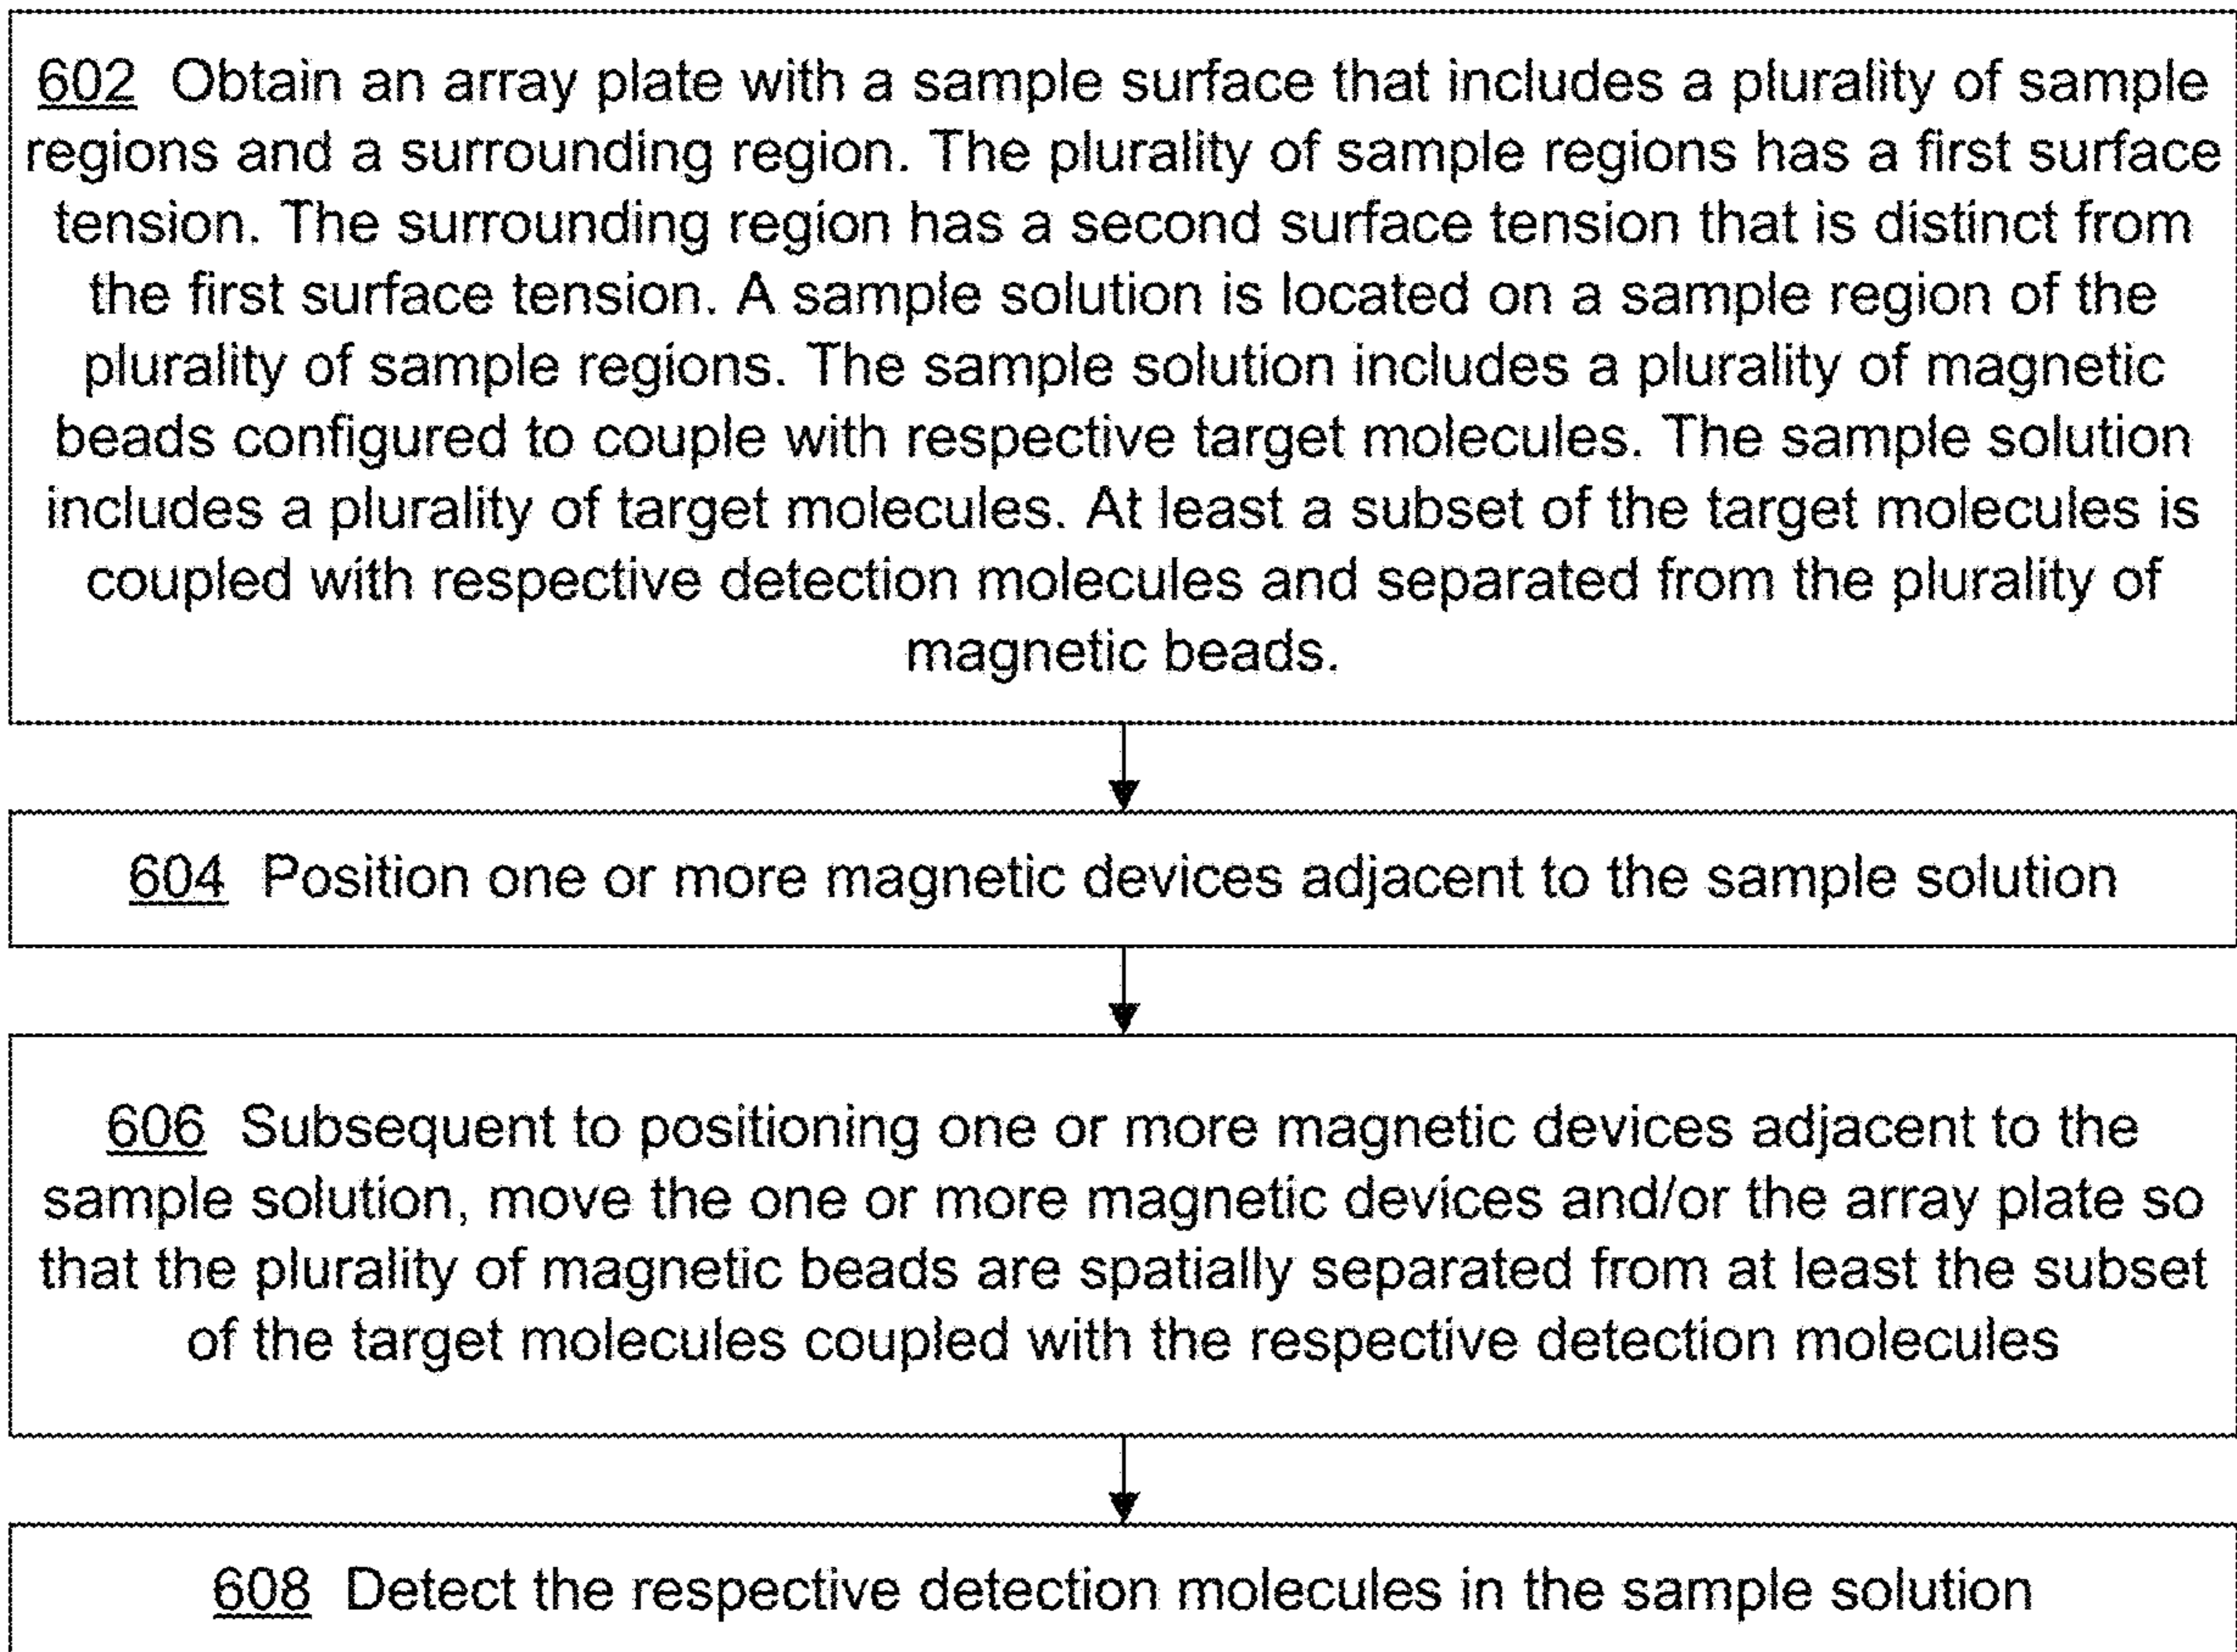 602 Obtain an array plate with a sample surface that includes a plurality of sample
regions and a surrounding region. The plurality of sample regions has a first surface
tension. The surrounding region has a second surface tension that is distinct from
the first surface tension. A sample solution is located on a sample region of the
plurality of sample regions. The sample solution includes a plurality of magnetic
beads configured to couple with respective target molecules. The sample solution
includes a plurality of target molecules. At least a subset of the target molecules is
coupled with respective detection molecules and separated from the plurality of
magnetic beads.
604 Position one or more magnetic devices adjacent to the sample solution
606 Subsequent to positioning one or more magnetic devices adjacent to the
sample solution, move the one or more magnetic devices and/or the array plate so
that the plurality of magnetic beads are spatially separated from at least the subset
of the target molecules coupled with the respective detection molecules
608 Detect the respective detection molecules in the sample solution